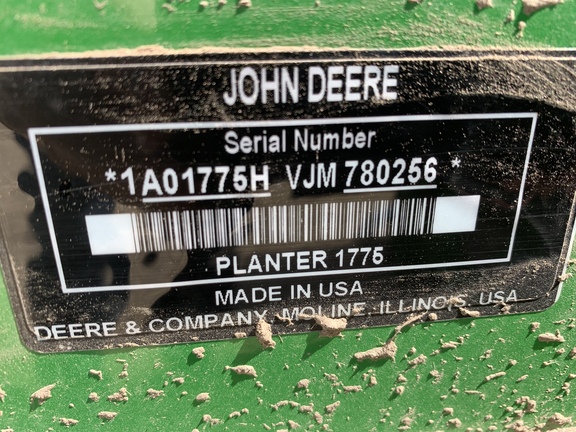 JOHN DEERE
Serial Number
*1A01775H VJM 780256 *
PLANTER 1775
MADE IN USA
DEERE & COMPANY, MOLINE, ILLINOIS, USA